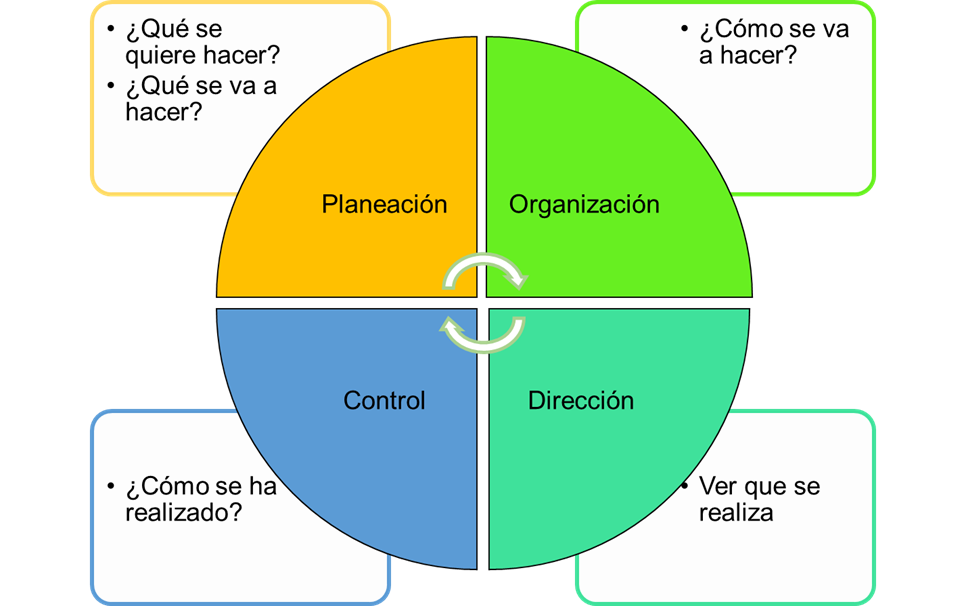 • ¿Qué se
quiere hacer?
• ¿Qué se va a
hacer?
• ¿Cómo se va
a hacer?
Planeación
Organización
Control
Dirección
• ¿Cómo se ha
realizado?
• Ver que se
realiza